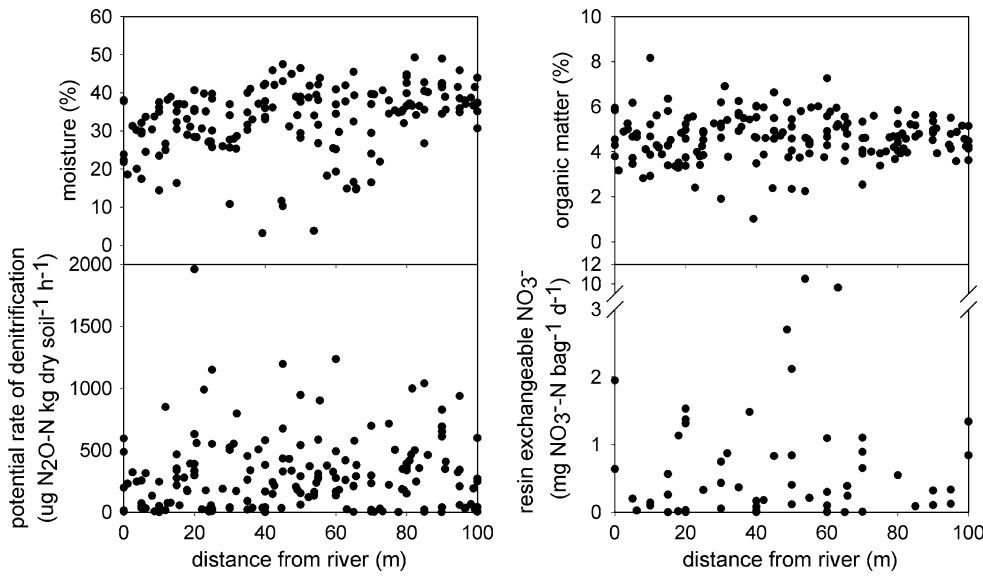 moisture (%)
60
50
40
30
20
10
0
organic matter (%)
10
8
6
4
2
0
potential rate of denitrification
(ug N2O-N kg dry soil-1 h-1)
2000
1500
1000
500
0
0 20 40 60 80 100
distance from river (m)
resin exchangeable NO3-
(mg NO3--N bag-1 d-1)
12
10
3
2
1
0
0 20 40 60 80 100
distance from river (m)